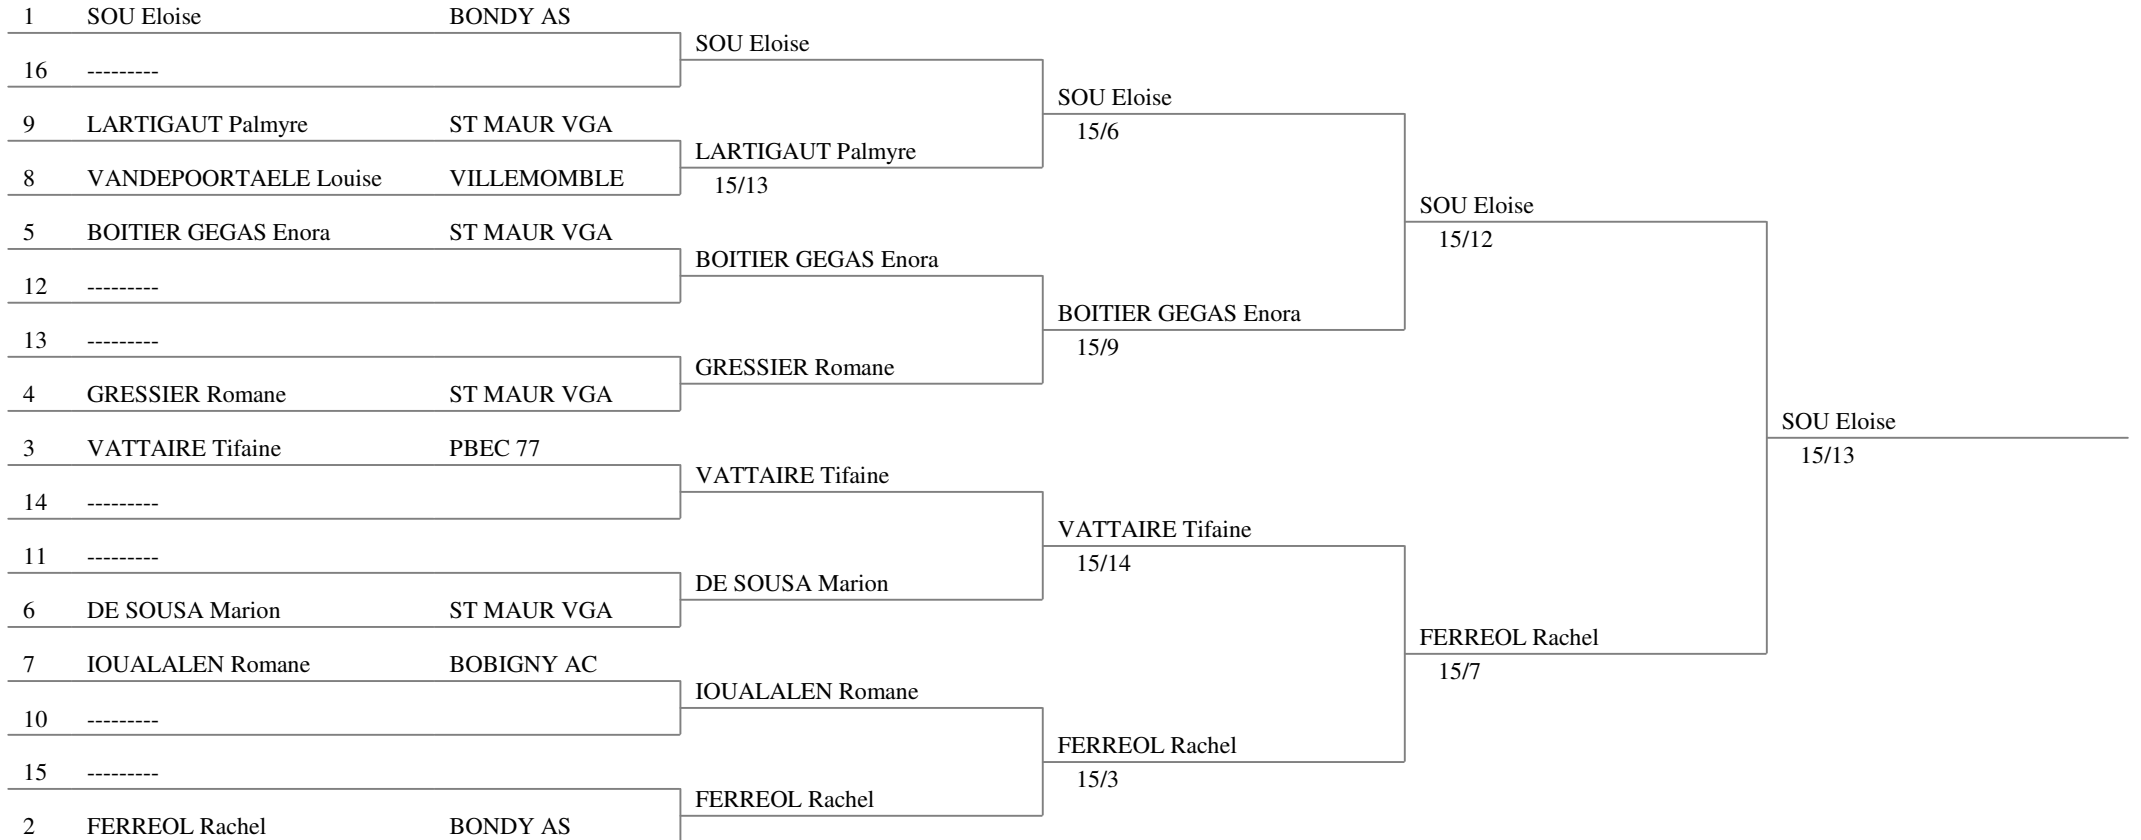 1 SOU Eloise BONDY AS
SOU Eloise
16 ---------
SOU Eloise
9 LARTIGAUT Palmyre ST MAUR VGA
15/6
LARTIGAUT Palmyre
8 VANDEPOORTAELE Louise VILLEMOMBLE
15/13
SOU Eloise
5 BOITIER GEGAS Enora ST MAUR VGA
15/12
BOITIER GEGAS Enora
12 ---------
BOITIER GEGAS Enora
13 ---------
15/9
GRESSIER Romane
4 GRESSIER Romane ST MAUR VGA
SOU Eloise
3 VATTAIRE Tifaine PBEC 77
15/13
VATTAIRE Tifaine
14 ---------
VATTAIRE Tifaine
11 ---------
15/14
DE SOUSA Marion
6 DE SOUSA Marion ST MAUR VGA
FERREOL Rachel
7 IOUALALEN Romane BOBIGNY AC
15/7
IOUALALEN Romane
10 ---------
FERREOL Rachel
15 ---------
15/3
FERREOL Rachel
2 FERREOL Rachel BONDY AS